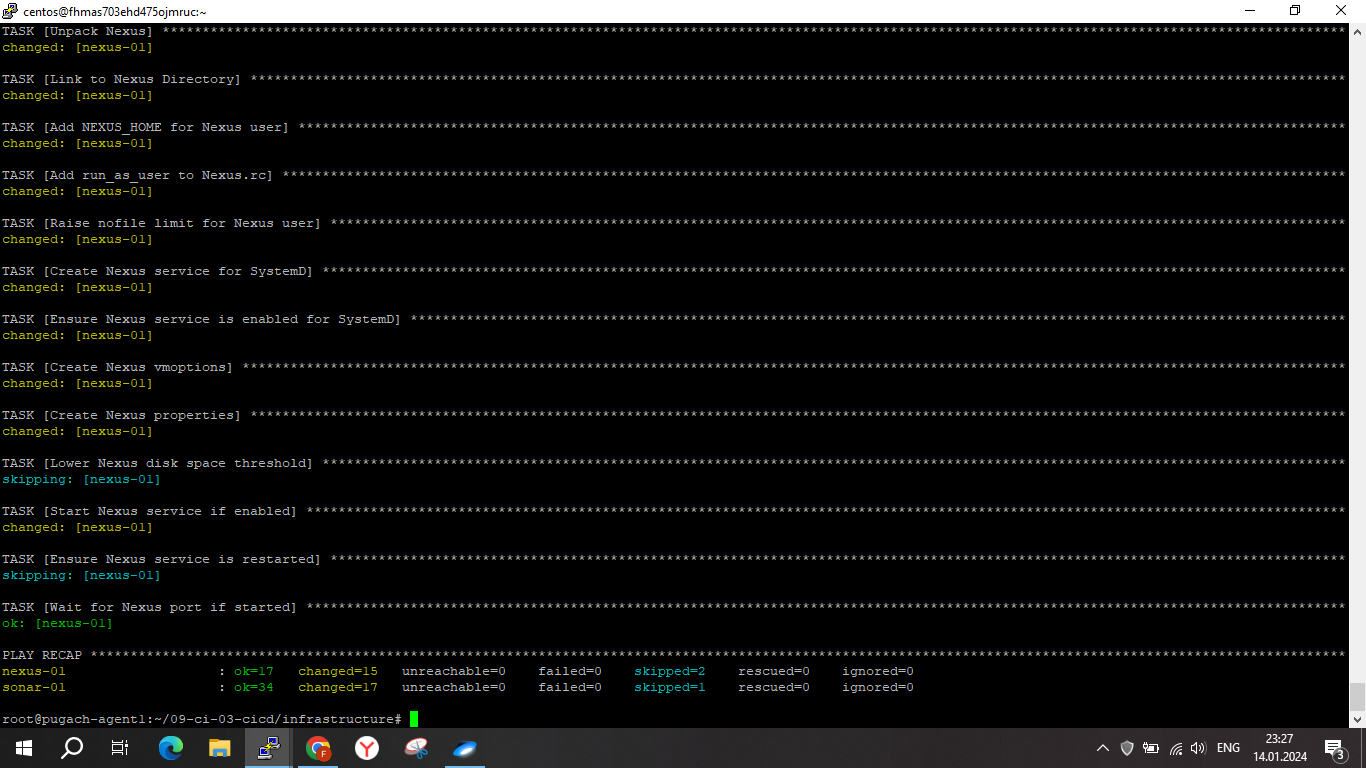 centos@fhmas703ehd475ojmruc:~
TASK [Unpack Nexus] ****************************************************************************************************************************************************
changed: [nexus-01]
TASK [Link to Nexus Directory] *****************************************************************************************************************************************
changed: [nexus-01]
TASK [Add NEXUS_HOME for Nexus user] ***********************************************************************************************************************************
changed: [nexus-01]
TASK [Add run_as_user to Nexus.rc] *************************************************************************************************************************************
changed: [nexus-01]
TASK [Raise nofile limit for Nexus user] *******************************************************************************************************************************
changed: [nexus-01]
TASK [Create Nexus service for SystemD] ********************************************************************************************************************************
changed: [nexus-01]
TASK [Ensure Nexus service is enabled for SystemD] *********************************************************************************************************************
changed: [nexus-01]
TASK [Create Nexus vmoptions] ******************************************************************************************************************************************
changed: [nexus-01]
TASK [Create Nexus properties] *****************************************************************************************************************************************
changed: [nexus-01]
TASK [Lower Nexus disk space threshold] ********************************************************************************************************************************
skipping: [nexus-01]
TASK [Start Nexus service if enabled] **********************************************************************************************************************************
changed: [nexus-01]
TASK [Ensure Nexus service is restarted] *******************************************************************************************************************************
skipping: [nexus-01]
TASK [Wait for Nexus port if started] **********************************************************************************************************************************
ok: [nexus-01]
PLAY RECAP *************************************************************************************************************************************************************
nexus-01                   : ok=17   changed=15   unreachable=0    failed=0    skipped=2    rescued=0    ignored=0
sonar-01                   : ok=34   changed=17   unreachable=0    failed=0    skipped=1    rescued=0    ignored=0
root@pugach-agent1:~/09-ci-03-cicd/infrastructure#
F
Y
ENG
23:27
14.01.2024
3